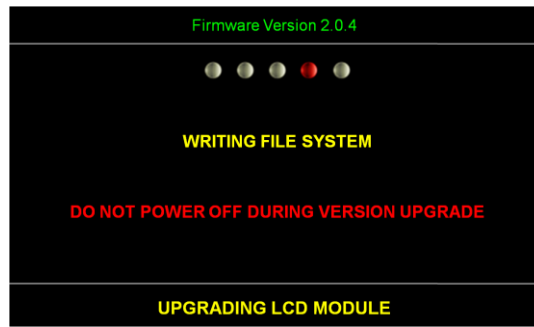 Firmware Version 2.0.4
WRITING FILE SYSTEM
DO NOT POWER OFF DURING VERSION UPGRADE
UPGRADING LCD MODULE